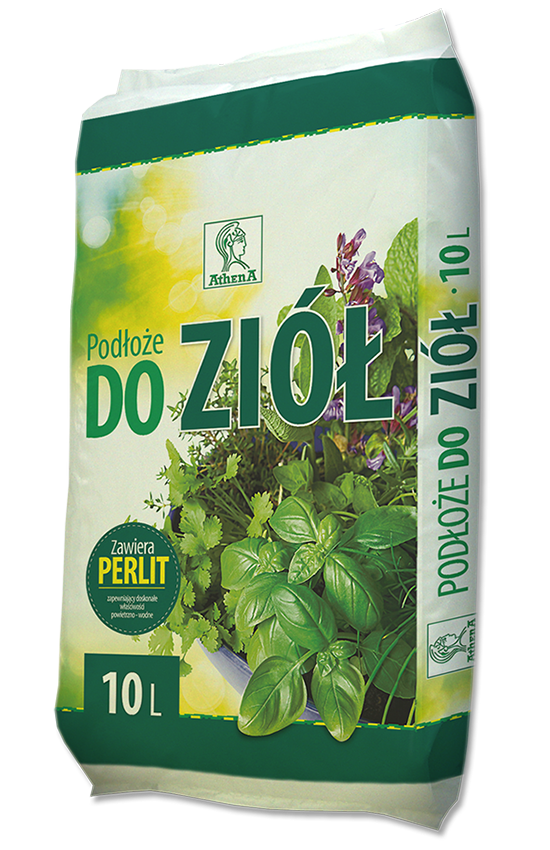 AthenA
Podłoże
DO ZIÓŁ
Zawiera
PERLIT
zapewniający doskonałe
właściwości
powietrzno - wodne
10 L
PODŁOŻE DO ZIÓŁ · 10 L
AthenA